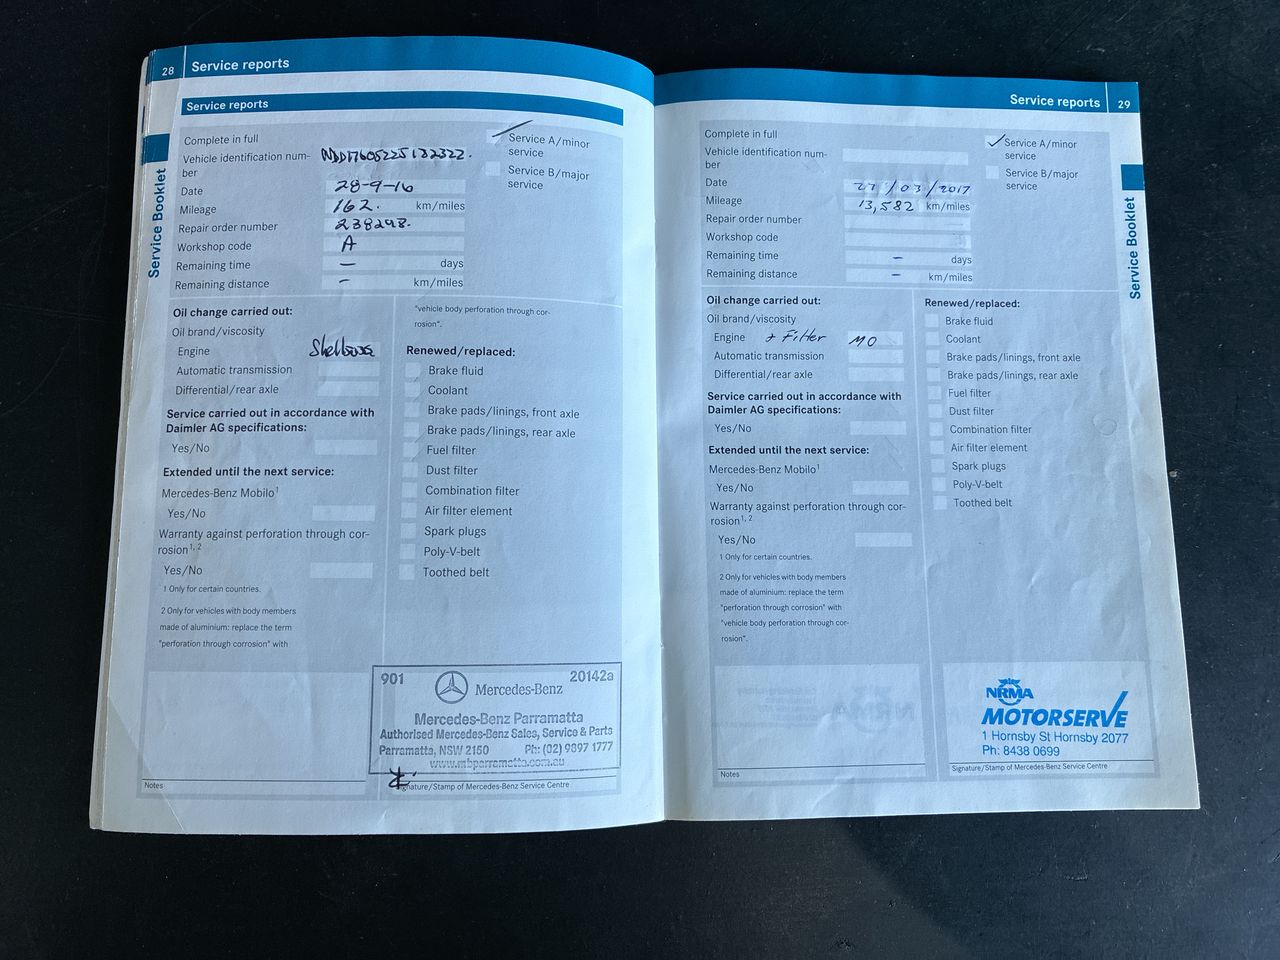 28 Service reports
Service reports
Complete in full
Service A/minor
service
Vehicle identification num-
ber
Service B/major
service
Date 28-9-16
Mileage 162. km/miles
Repair order number 238298.
Workshop code A
Remaining time – days
Remaining distance – km/miles
Oil change carried out:
Oil brand/viscosity
Engine
Automatic transmission
Differential/rear axle
Service carried out in accordance with
Daimler AG specifications:
Yes/No
Extended until the next service:
Mercedes-Benz Mobilo1
Yes/No
Warranty against perforation through cor-
rosion1, 2
Yes/No
1 Only for certain countries.
2 Only for vehicles with body members
made of aluminium: replace the term
"perforation through corrosion" with
"vehicle body perforation through cor-
rosion".
Renewed/replaced:
Brake fluid
Coolant
Brake pads/linings, front axle
Brake pads/linings, rear axle
Fuel filter
Dust filter
Combination filter
Air filter element
Spark plugs
Poly-V-belt
Toothed belt
901 Mercedes-Benz 20142a
Mercedes-Benz Parramatta
Authorised Mercedes-Benz Sales, Service & Parts
Parramatta, NSW 2150 Ph: (02) 9897 1777
www.mbparramatta.com.au
Notes
Signature/Stamp of Mercedes-Benz Service Centre
Service Booklet
Service reports 29
Complete in full
Service A/minor
service
Vehicle identification num-
ber
Service B/major
service
Date 27/03/2017
Mileage 13,582 km/miles
Repair order number
Workshop code
Remaining time – days
Remaining distance – km/miles
Oil change carried out:
Oil brand/viscosity
Engine + Filter MO
Automatic transmission
Differential/rear axle
Service carried out in accordance with
Daimler AG specifications:
Yes/No
Extended until the next service:
Mercedes-Benz Mobilo1
Yes/No
Warranty against perforation through cor-
rosion1, 2
Yes/No
1 Only for certain countries.
2 Only for vehicles with body members
made of aluminium: replace the term
"perforation through corrosion" with
"vehicle body perforation through cor-
rosion".
Renewed/replaced:
Brake fluid
Coolant
Brake pads/linings, front axle
Brake pads/linings, rear axle
Fuel filter
Dust filter
Combination filter
Air filter element
Spark plugs
Poly-V-belt
Toothed belt
NRMA
MOTORSERVE
1 Hornsby St Hornsby 2077
Ph: 8438 0699
Notes
Signature/Stamp of Mercedes-Benz Service Centre
Service Booklet